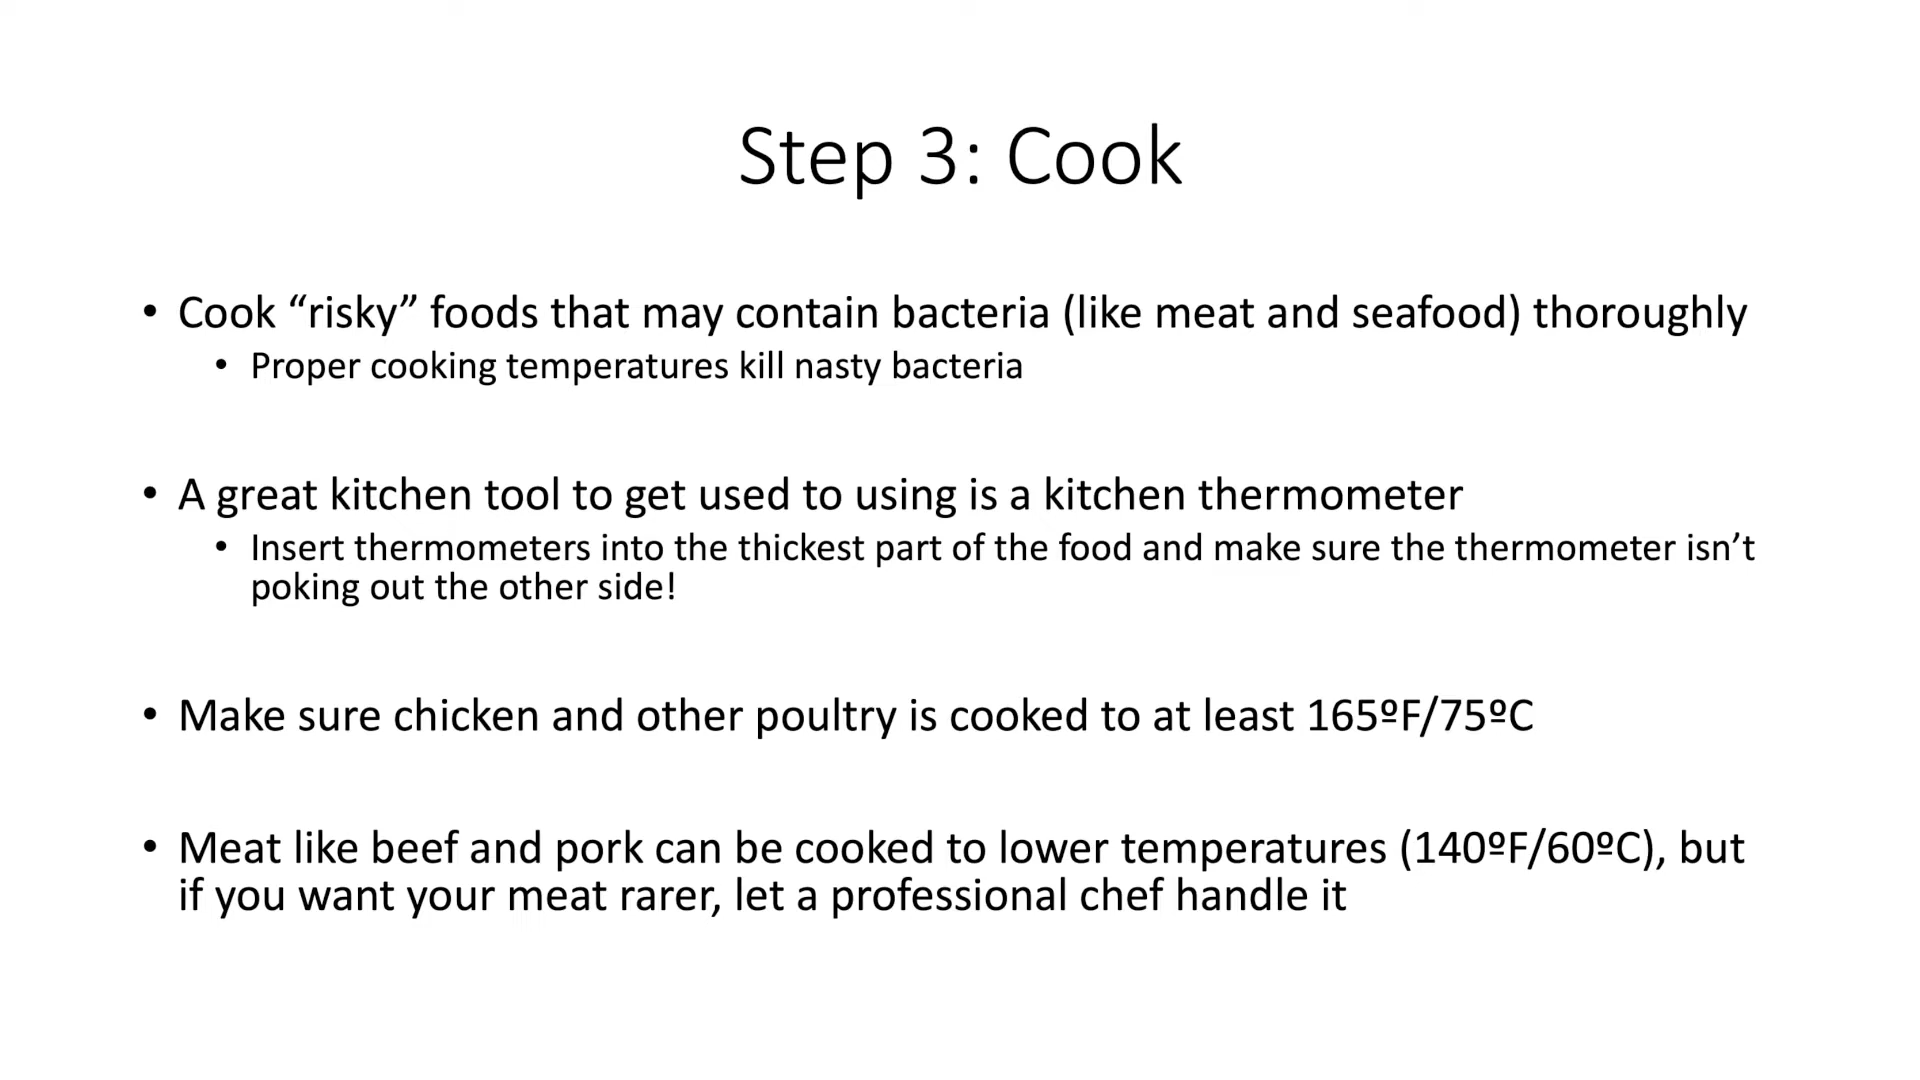 Step 3: Cook
• Cook “risky” foods that may contain bacteria (like meat and seafood) thoroughly
• Proper cooking temperatures kill nasty bacteria
• A great kitchen tool to get used to using is a kitchen thermometer
• Insert thermometers into the thickest part of the food and make sure the thermometer isn’t
poking out the other side!
• Make sure chicken and other poultry is cooked to at least 165ºF/75ºC
• Meat like beef and pork can be cooked to lower temperatures (140ºF/60ºC), but
if you want your meat rarer, let a professional chef handle it